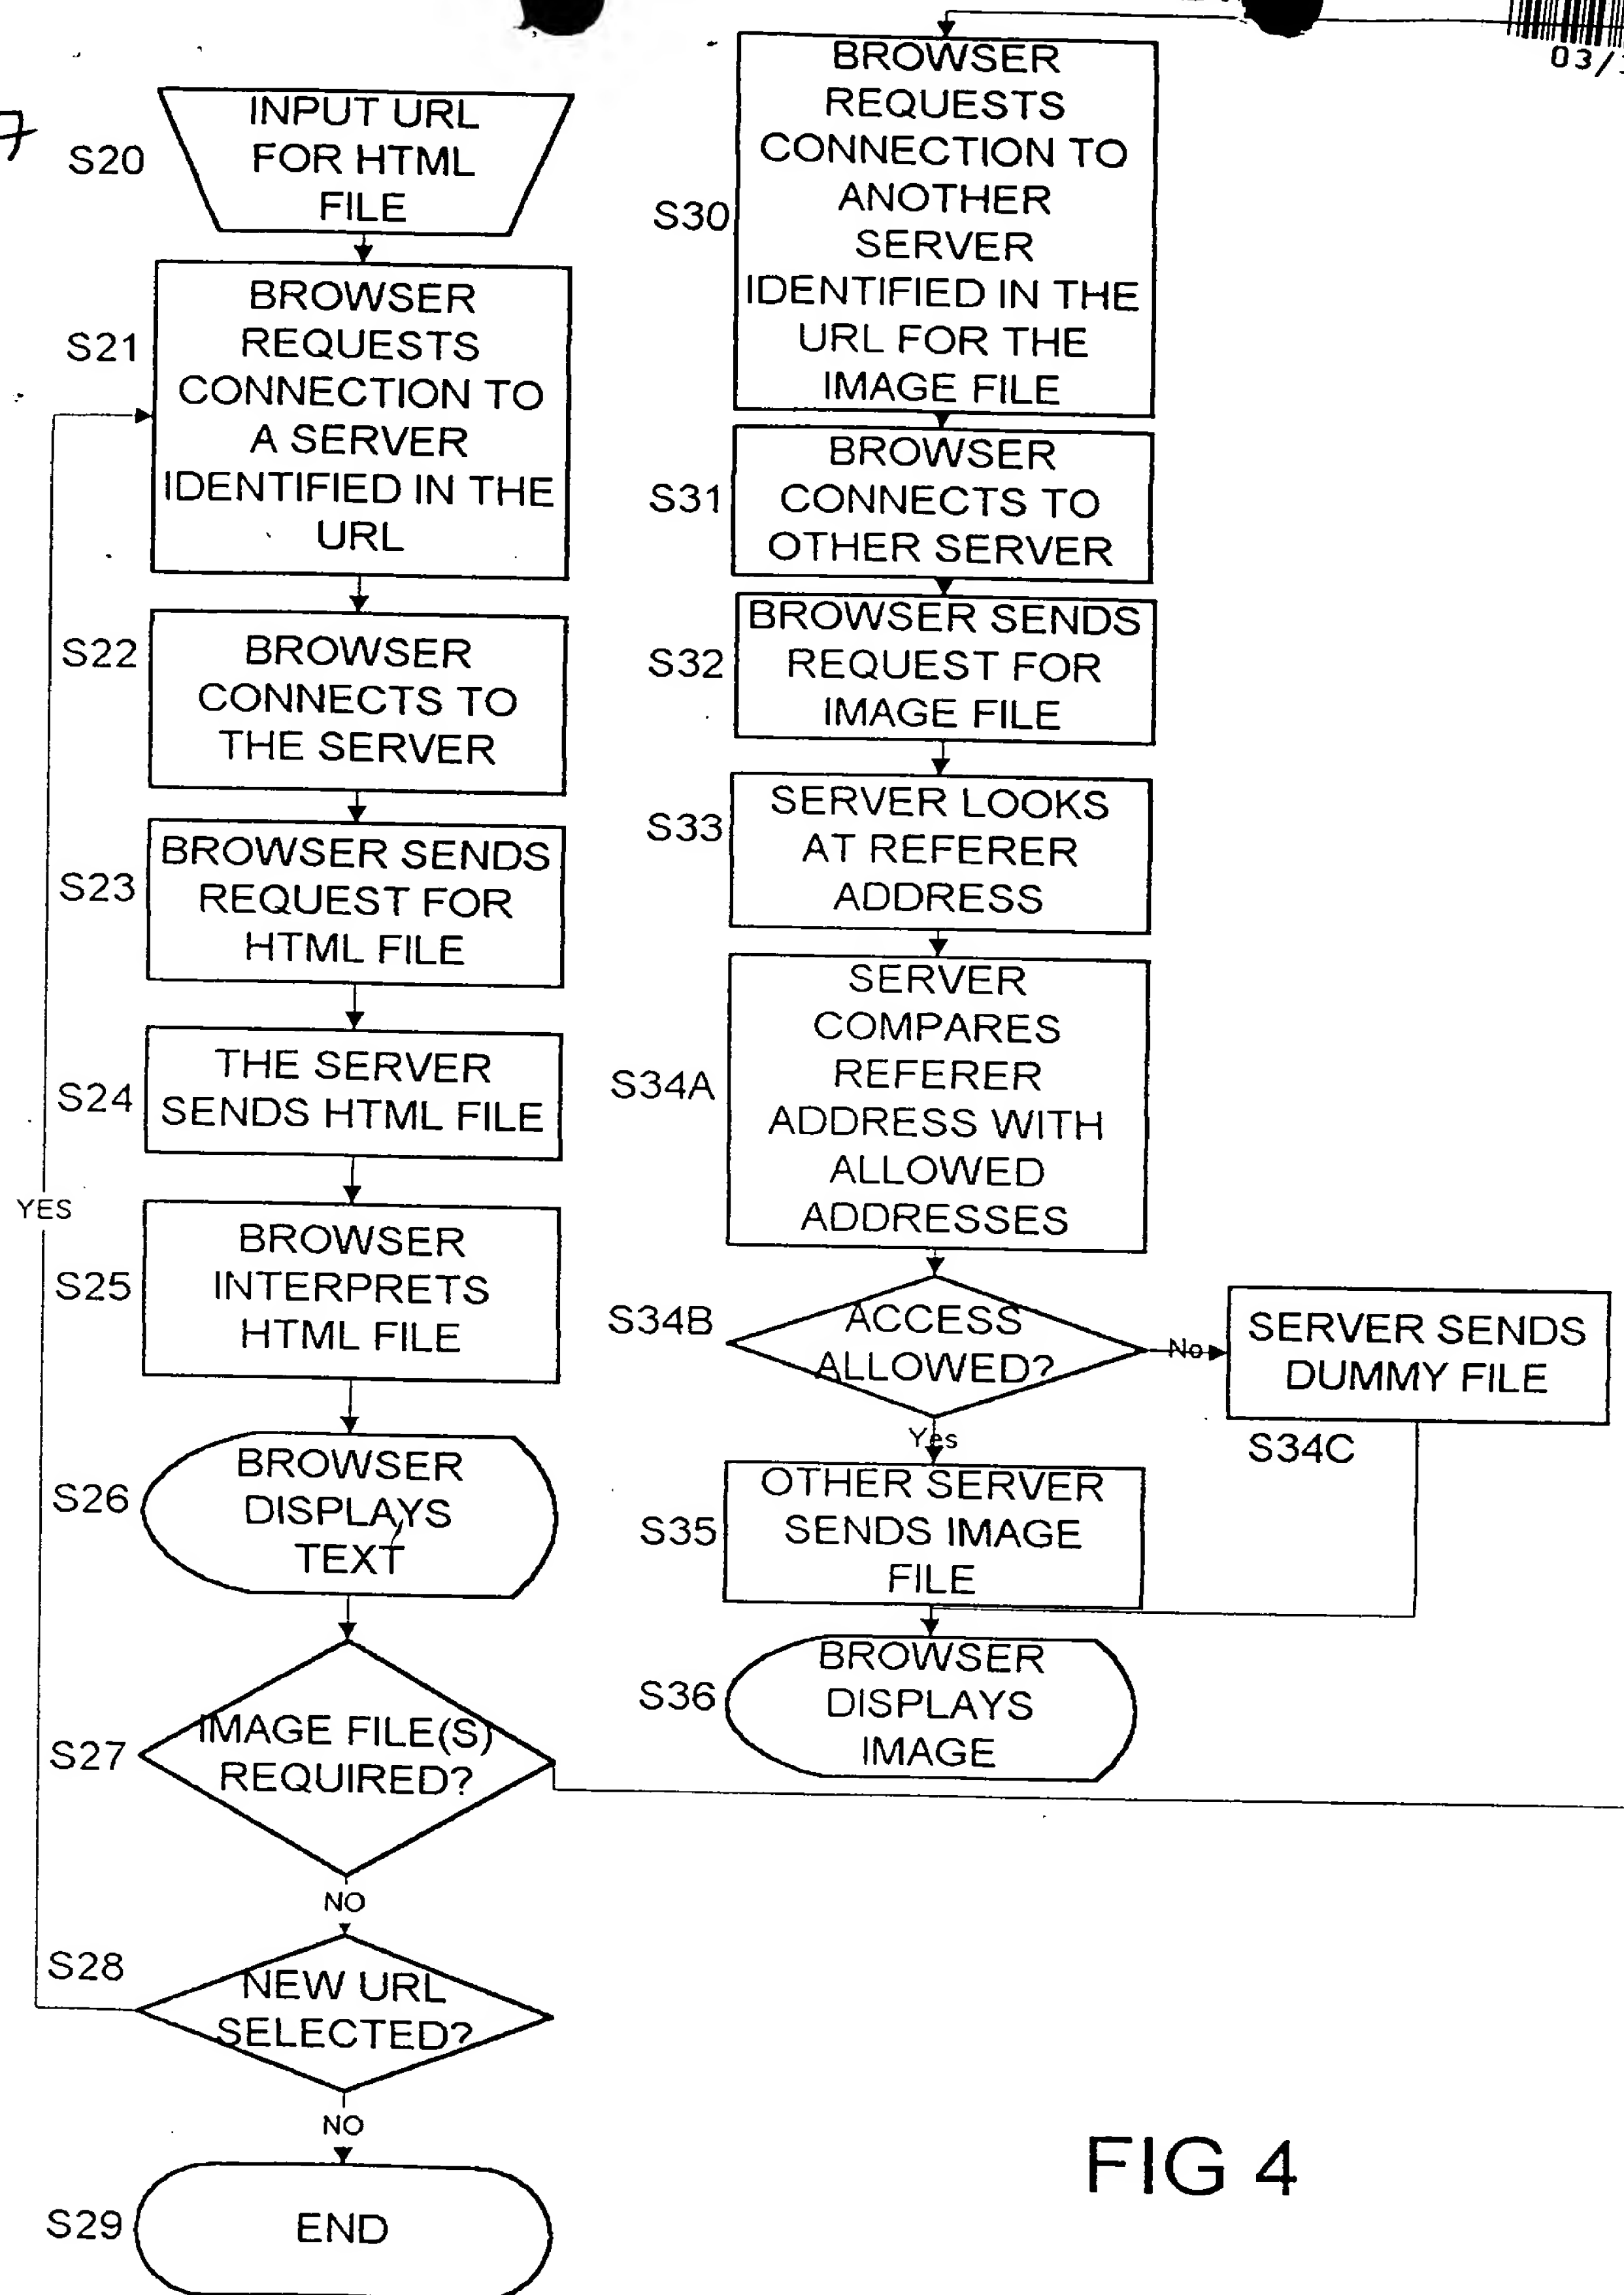 03/
7
S20
INPUT URL
FOR HTML
FILE
S21
BROWSER
REQUESTS
CONNECTION TO
A SERVER
IDENTIFIED IN THE
URL
S22
BROWSER
CONNECTS TO
THE SERVER
S23
BROWSER SENDS
REQUEST FOR
HTML FILE
S24
THE SERVER
SENDS HTML FILE
YES
S25
BROWSER
INTERPRETS
HTML FILE
S26
BROWSER
DISPLAYS
TEXT
S27
IMAGE FILE(S)
REQUIRED?
NO
S28
NEW URL
SELECTED?
NO
S29
END
S30
BROWSER
REQUESTS
CONNECTION TO
ANOTHER
SERVER
IDENTIFIED IN THE
URL FOR THE
IMAGE FILE
S31
BROWSER
CONNECTS TO
OTHER SERVER
S32
BROWSER SENDS
REQUEST FOR
IMAGE FILE
S33
SERVER LOOKS
AT REFERER
ADDRESS
S34A
SERVER
COMPARES
REFERER
ADDRESS WITH
ALLOWED
ADDRESSES
S34B
ACCESS
ALLOWED?
No
SERVER SENDS
DUMMY FILE
S34C
Yes
S35
OTHER SERVER
SENDS IMAGE
FILE
S36
BROWSER
DISPLAYS
IMAGE
FIG 4